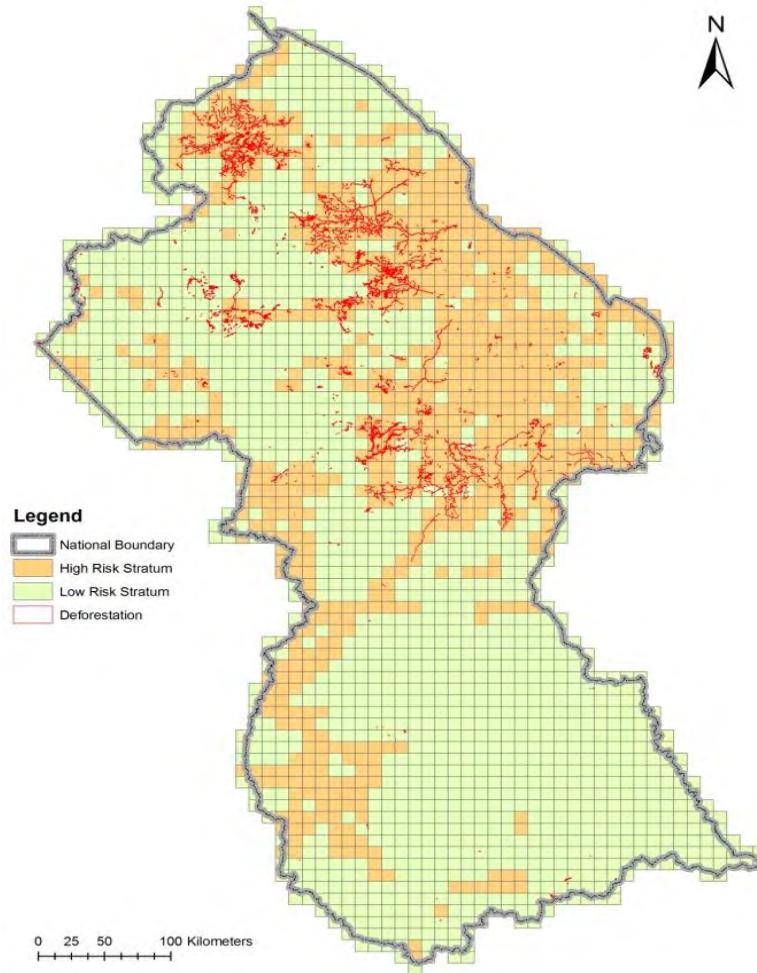 N
Legend
National Boundary
High Risk Stratum
Low Risk Stratum
Deforestation
0 25 50 100 Kilometers